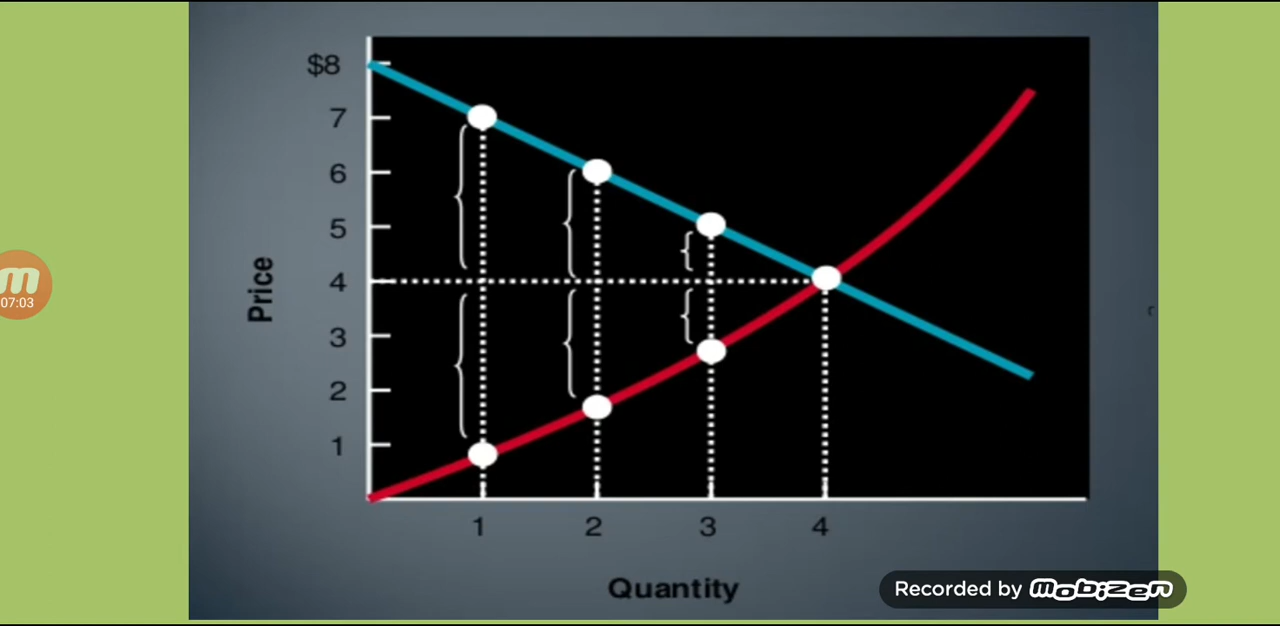 $8
7
6
5
4
3
2
1
Price
1 2 3 4
Quantity
m
07:03
r
Recorded by mobizen